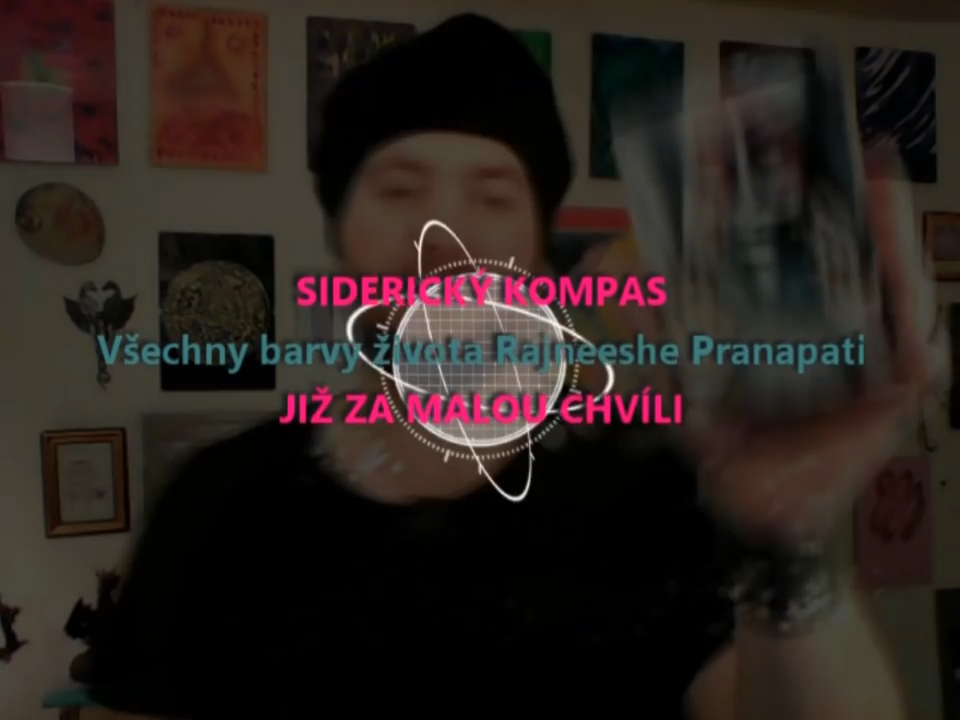 SIDERICKÝ KOMPAS
Všechny barvy života Rajneeshe Pranapati
JIŽ ZA MALOU CHVÍLI